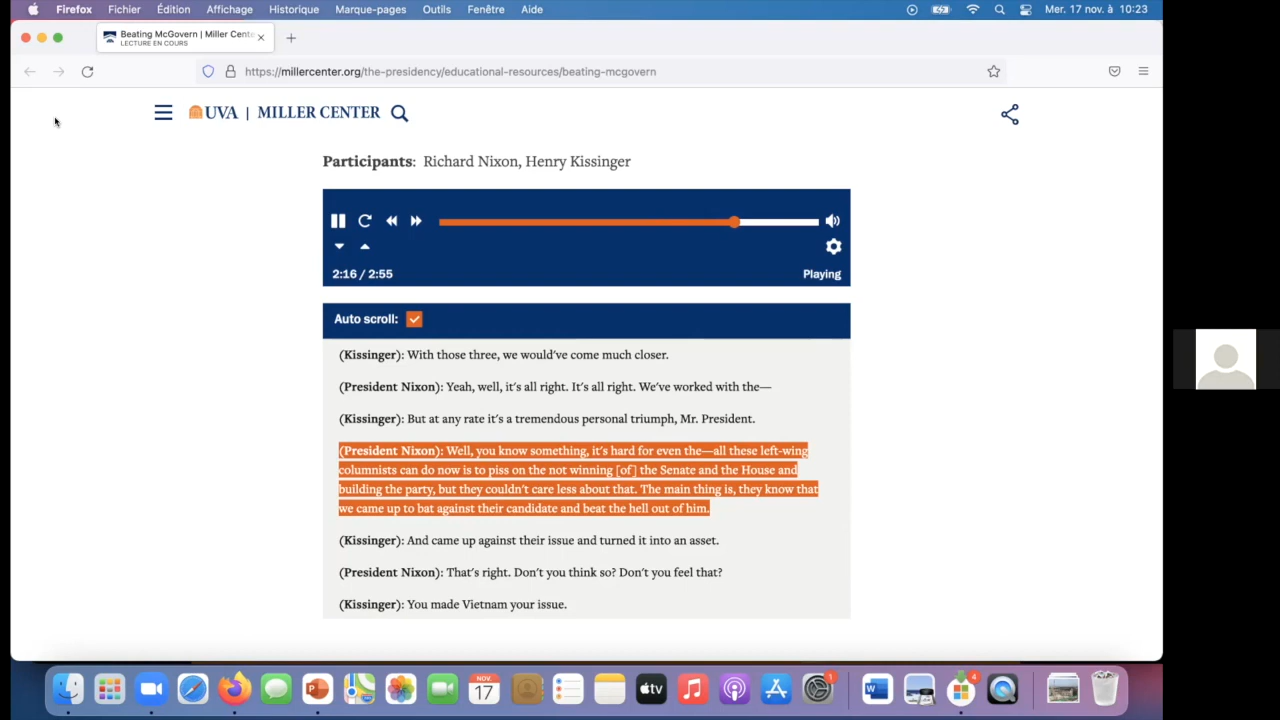 Firefox Fichier Édition Affichage Historique Marque-pages Outils Fenêtre Aide Mer. 17 nov. à 10:23
Beating McGovern | Miller Cente
LECTURE EN COURS
https://millercenter.org/the-presidency/educational-resources/beating-mcgovern
UVA | MILLER CENTER
Participants: Richard Nixon, Henry Kissinger
2:16 / 2:55 Playing
Auto scroll:
(Kissinger): With those three, we would've come much closer.
(President Nixon): Yeah, well, it's all right. It's all right. We've worked with the—
(Kissinger): But at any rate it's a tremendous personal triumph, Mr. President.
(President Nixon): Well, you know something, it's hard for even the—all these left-wing
columnists can do now is to piss on the not winning [of] the Senate and the House and
building the party, but they couldn't care less about that. The main thing is, they know that
we came up to bat against their candidate and beat the hell out of him.
(Kissinger): And came up against their issue and turned it into an asset.
(President Nixon): That's right. Don't you think so? Don't you feel that?
(Kissinger): You made Vietnam your issue.
NOV.
17
tv
1
4